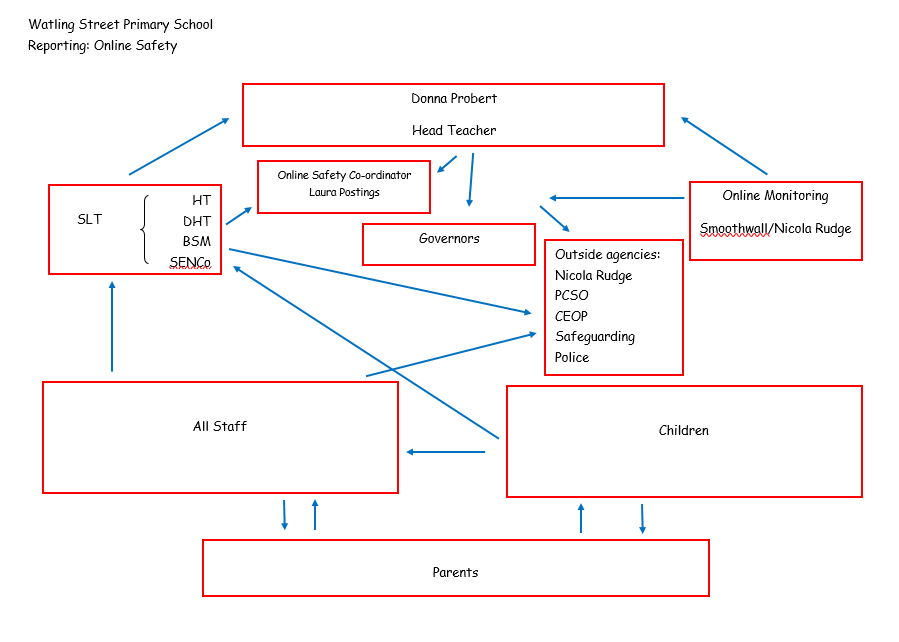 Watling Street Primary School
Reporting: Online Safety
Donna Probert
Head Teacher
Online Safety Co-ordinator
Laura Postings
SLT
HT
DHT
BSM
SENCo
Governors
Online Monitoring
Smoothwall/Nicola Rudge
Outside agencies:
Nicola Rudge
PCSO
CEOP
Safeguarding
Police
All Staff
Children
Parents